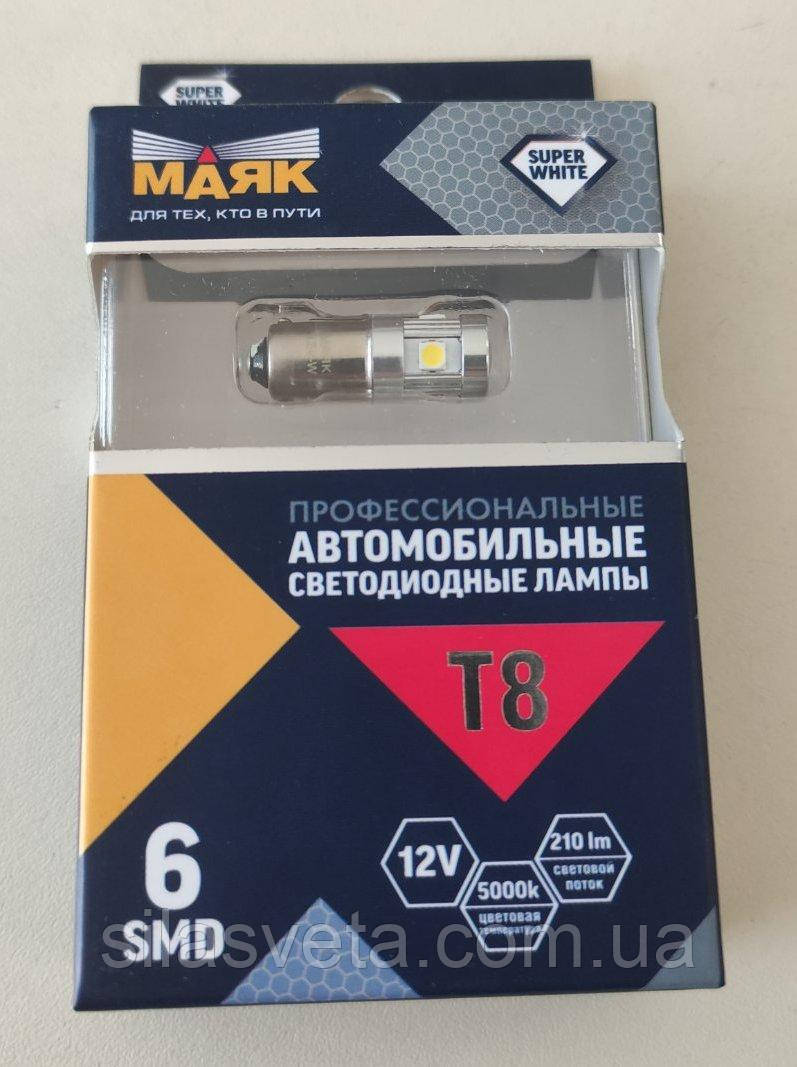 SUPER
WHITE
МАЯК
ДЛЯ ТЕХ, КТО В ПУТИ
SUPER
WHITE
МАЯК
ПРОФЕССИОНАЛЬНЫЕ
АВТОМОБИЛЬНЫЕ
СВЕТОДИОДНЫЕ ЛАМПЫ
T8
6
SMD
12V
5000k
цветовая
температура
210 lm
световой
поток
silasveta.com.ua